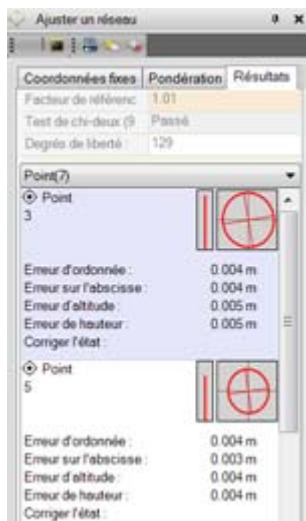 Ajuster un réseau
Coordonnées fixes Pondération Résultats
Facteur de référenc 1.01
Test de chi-deux (9 Passé
Degrés de liberté : 129
Point(7)
Point
3
Erreur d'ordonnée : 0.004 m
Erreur sur l'abscisse : 0.004 m
Erreur d'altitude : 0.005 m
Erreur de hauteur : 0.005 m
Corriger l'état :
Point
5
Erreur d'ordonnée : 0.004 m
Erreur sur l'abscisse : 0.003 m
Erreur d'altitude : 0.004 m
Erreur de hauteur : 0.004 m
Corriger l'état :